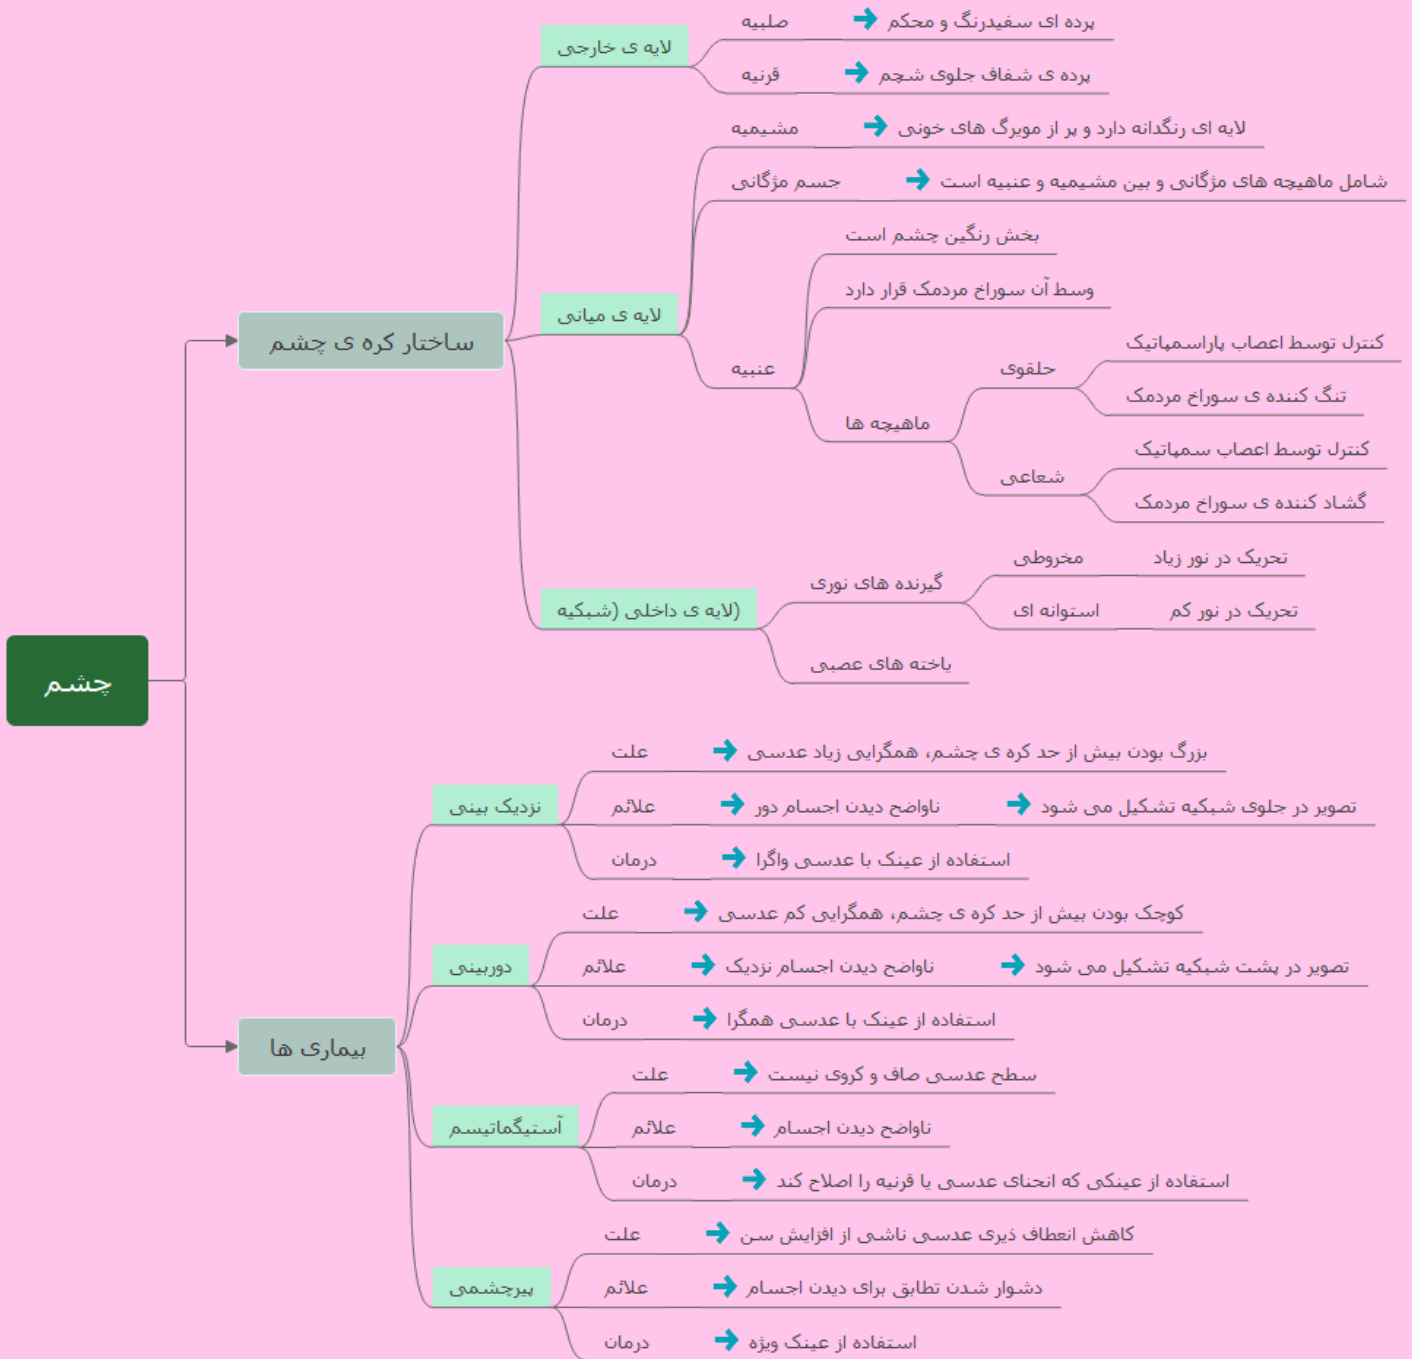 چشم
ساختار کره ی چشم
لایه ی خارجی
صلبیه
پرده ای سفیدرنگ و محکم
قرنیه
پرده ی شفاف جلوی شچم
لایه ی میانی
مشیمیه
لایه ای رنگدانه دارد و پر از مویرگ های خونی
جسم مژگانی
شامل ماهیچه های مژگانی و بین مشیمیه و عنبیه است
عنبیه
بخش رنگین چشم است
وسط آن سوراخ مردمک قرار دارد
ماهیچه ها
حلقوی
کنترل توسط اعصاب پاراسمپاتیک
تنگ کننده ی سوراخ مردمک
شعاعی
کنترل توسط اعصاب سمپاتیک
گشاد کننده ی سوراخ مردمک
(لایه ی داخلی (شبکیه
گیرنده های نوری
مخروطی
تحریک در نور زیاد
استوانه ای
تحریک در نور کم
یاخته های عصبی
بیماری ها
نزدیک بینی
علت
بزرگ بودن بیش از حد کره ی چشم، همگرایی زیاد عدسی
علائم
ناواضح دیدن اجسام دور
تصویر در جلوی شبکیه تشکیل می شود
درمان
استفاده از عینک با عدسی واگرا
دوربینی
علت
کوچک بودن بیش از حد کره ی چشم، همگرایی کم عدسی
علائم
ناواضح دیدن اجسام نزدیک
تصویر در پشت شبکیه تشکیل می شود
درمان
استفاده از عینک با عدسی همگرا
آستیگماتیسم
علت
سطح عدسی صاف و کروی نیست
علائم
ناواضح دیدن اجسام
درمان
استفاده از عینکی که انحنای عدسی یا قرنیه را اصلاح کند
پیرچشمی
علت
کاهش انعطاف ذیری عدسی ناشی از افزایش سن
علائم
دشوار شدن تطابق برای دیدن اجسام
درمان
استفاده از عینک ویژه